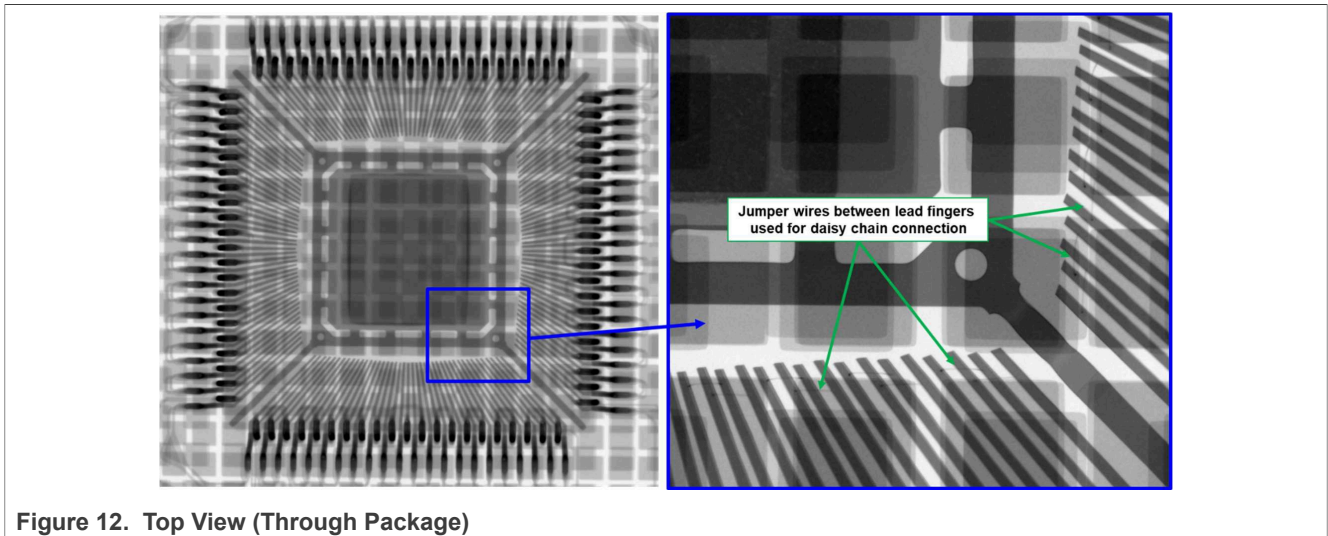 Jumper wires between lead fingers
used for daisy chain connection
Figure 12. Top View (Through Package)